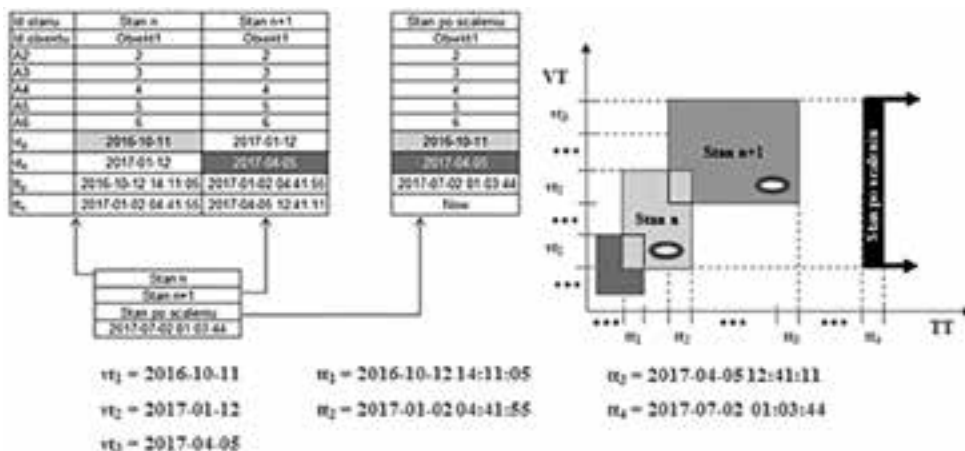 Id stanu Stan n Stan n+1
Id obiektu Obiekt1 Obiekt1
A2 2 2
A3 3 3
A4 4 4
A5 5 5
A6 6 6
2016-10-11 2017-01-12
2017-01-12 2017-04-05
2016-10-12 14:11:05 2017-01-02 04:41:55
2017-01-02 04:41:55 2017-04-05 12:41:11
Stan po scaleniu
Obiekt1
2
3
4
5
6
2016-10-11
2017-04-05
2017-07-02 01:03:44
Now
Stan n
Stan n+1
Stan po scaleniu
2017-07-02 01:03:44
VT
Stan n+1
Stan n
Stan po scaleniu
tt₁ tt₂ tt₃ tt₄ TT
vt₁ = 2016-10-11
vt₂ = 2017-01-12
vt₃ = 2017-04-05
tt₁ = 2016-10-12 14:11:05
tt₂ = 2017-01-02 04:41:55
tt₃ = 2017-04-05 12:41:11
tt₄ = 2017-07-02 01:03:44